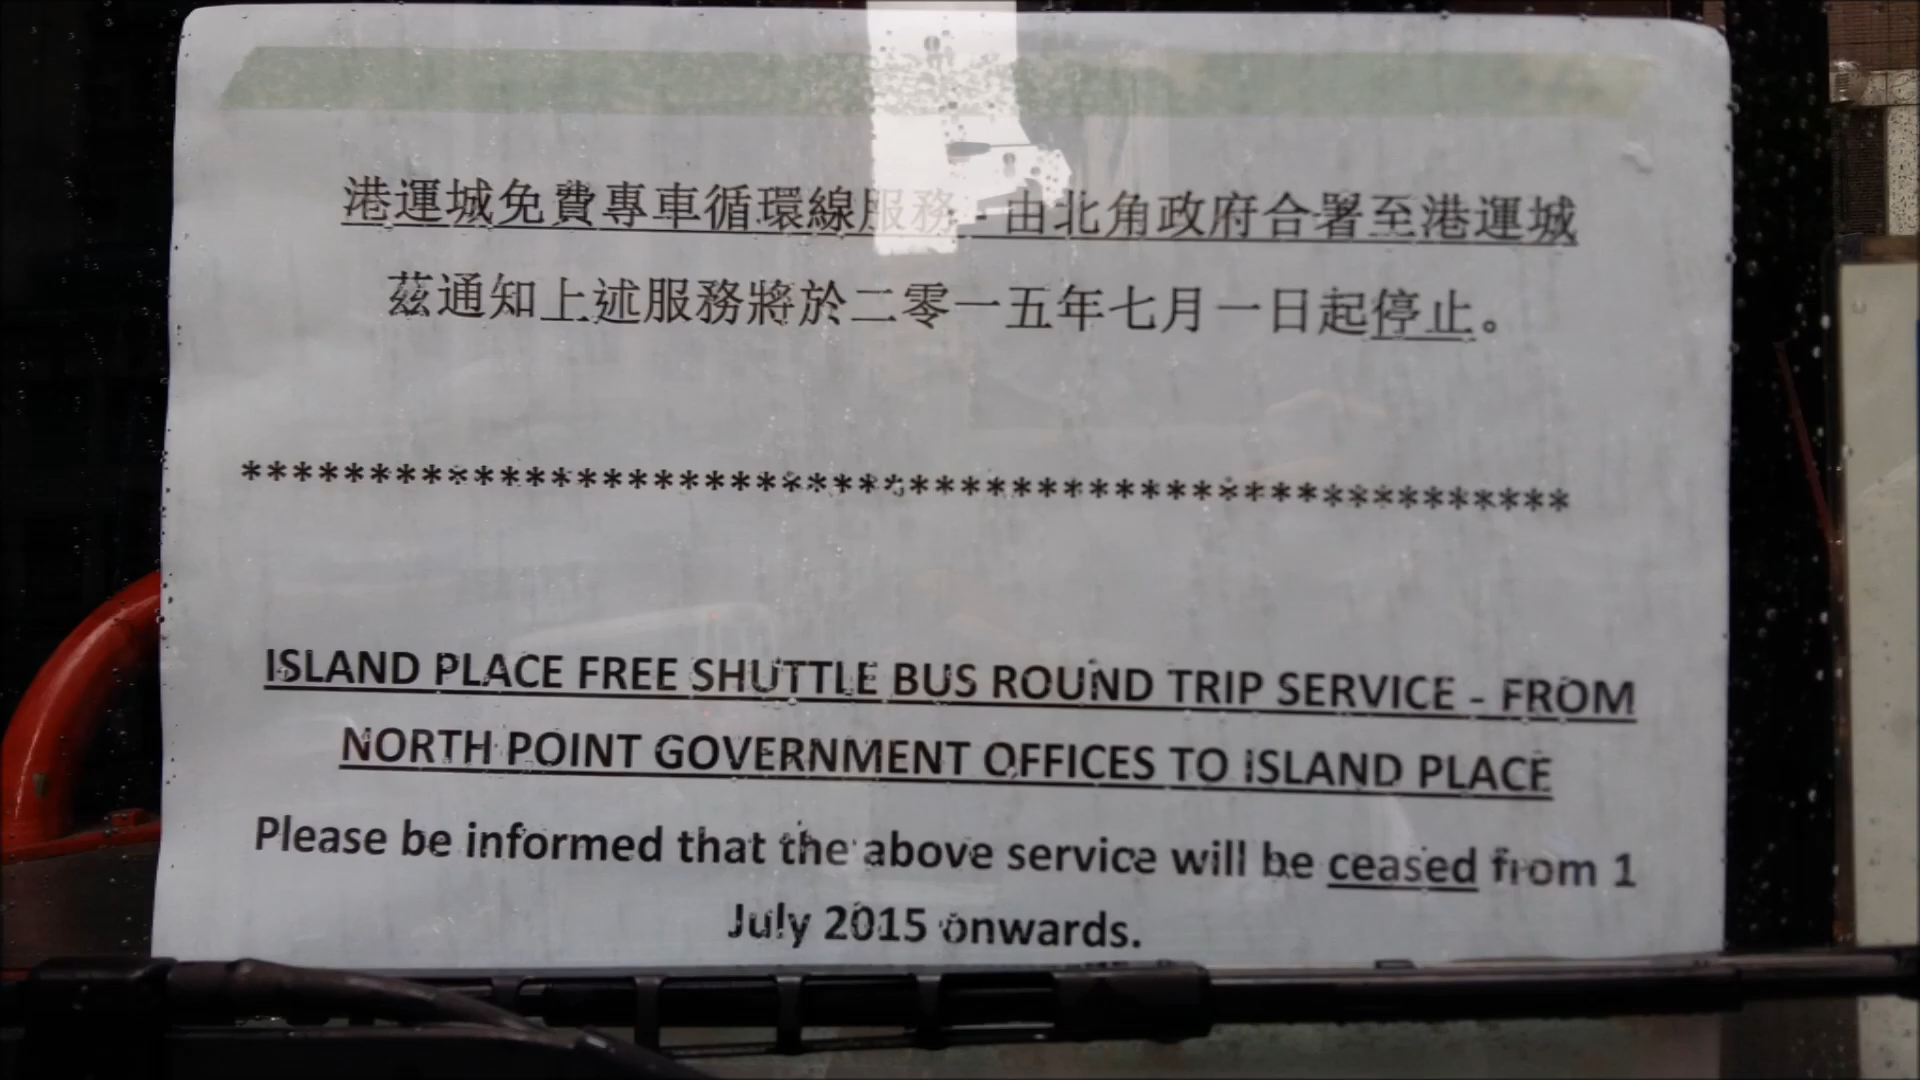 港運城免費專車循環線服務 - 由北角政府合署至港運城
茲通知上述服務將於二零一五年七月一日起停止。
****************************************************
ISLAND PLACE FREE SHUTTLE BUS ROUND TRIP SERVICE - FROM
NORTH POINT GOVERNMENT OFFICES TO ISLAND PLACE
Please be informed that the above service will be ceased from 1
July 2015 onwards.